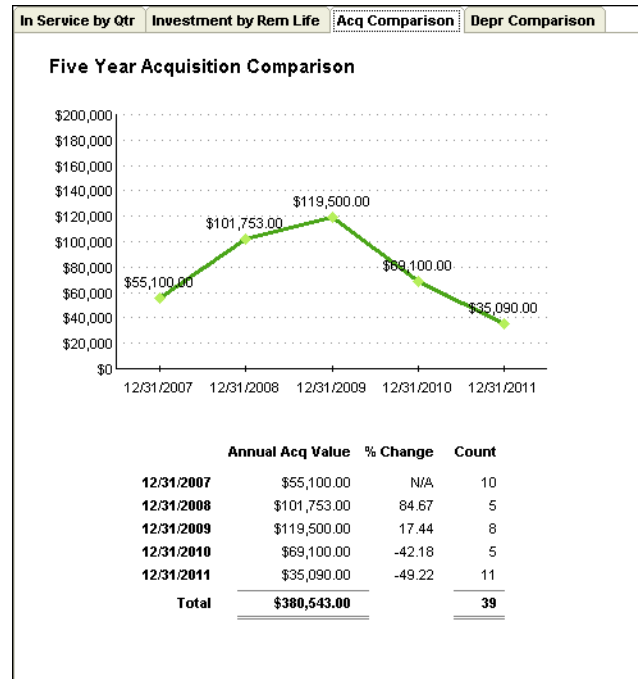 In Service by Qtr Investment by Rem Life Acq Comparison Depr Comparison
Five Year Acquisition Comparison
$200,000
$180,000
$160,000
$140,000
$120,000
$100,000
$80,000
$60,000
$40,000
$20,000
$0
$55,100.00
$101,753.00
$119,500.00
$69,100.00
$35,090.00
12/31/2007 12/31/2008 12/31/2009 12/31/2010 12/31/2011
Annual Acq Value % Change Count
12/31/2007 $55,100.00 N/A 10
12/31/2008 $101,753.00 84.67 5
12/31/2009 $119,500.00 17.44 8
12/31/2010 $69,100.00 -42.18 5
12/31/2011 $35,090.00 -49.22 11
Total $380,543.00 39